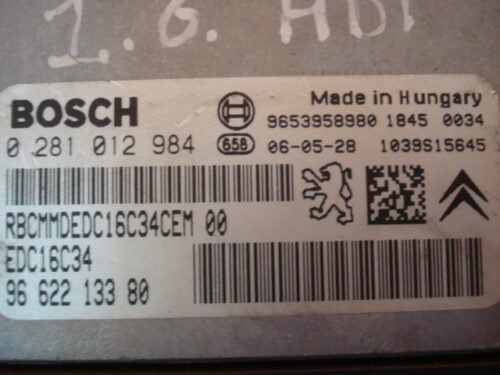 1.6 HDI
BOSCH Made in Hungary
9653958980 1845 0034
0 281 012 984 658 06-05-28 1039S15645
RBCMMDEDC16C34CEM 00
EDC16C34
96 622 133 80